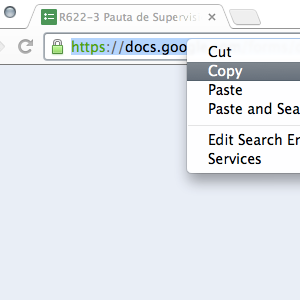 R622-3 Pauta de Supervis
https://docs.goo
Cut
Copy
Paste
Paste and Sea
Edit Search En
Services